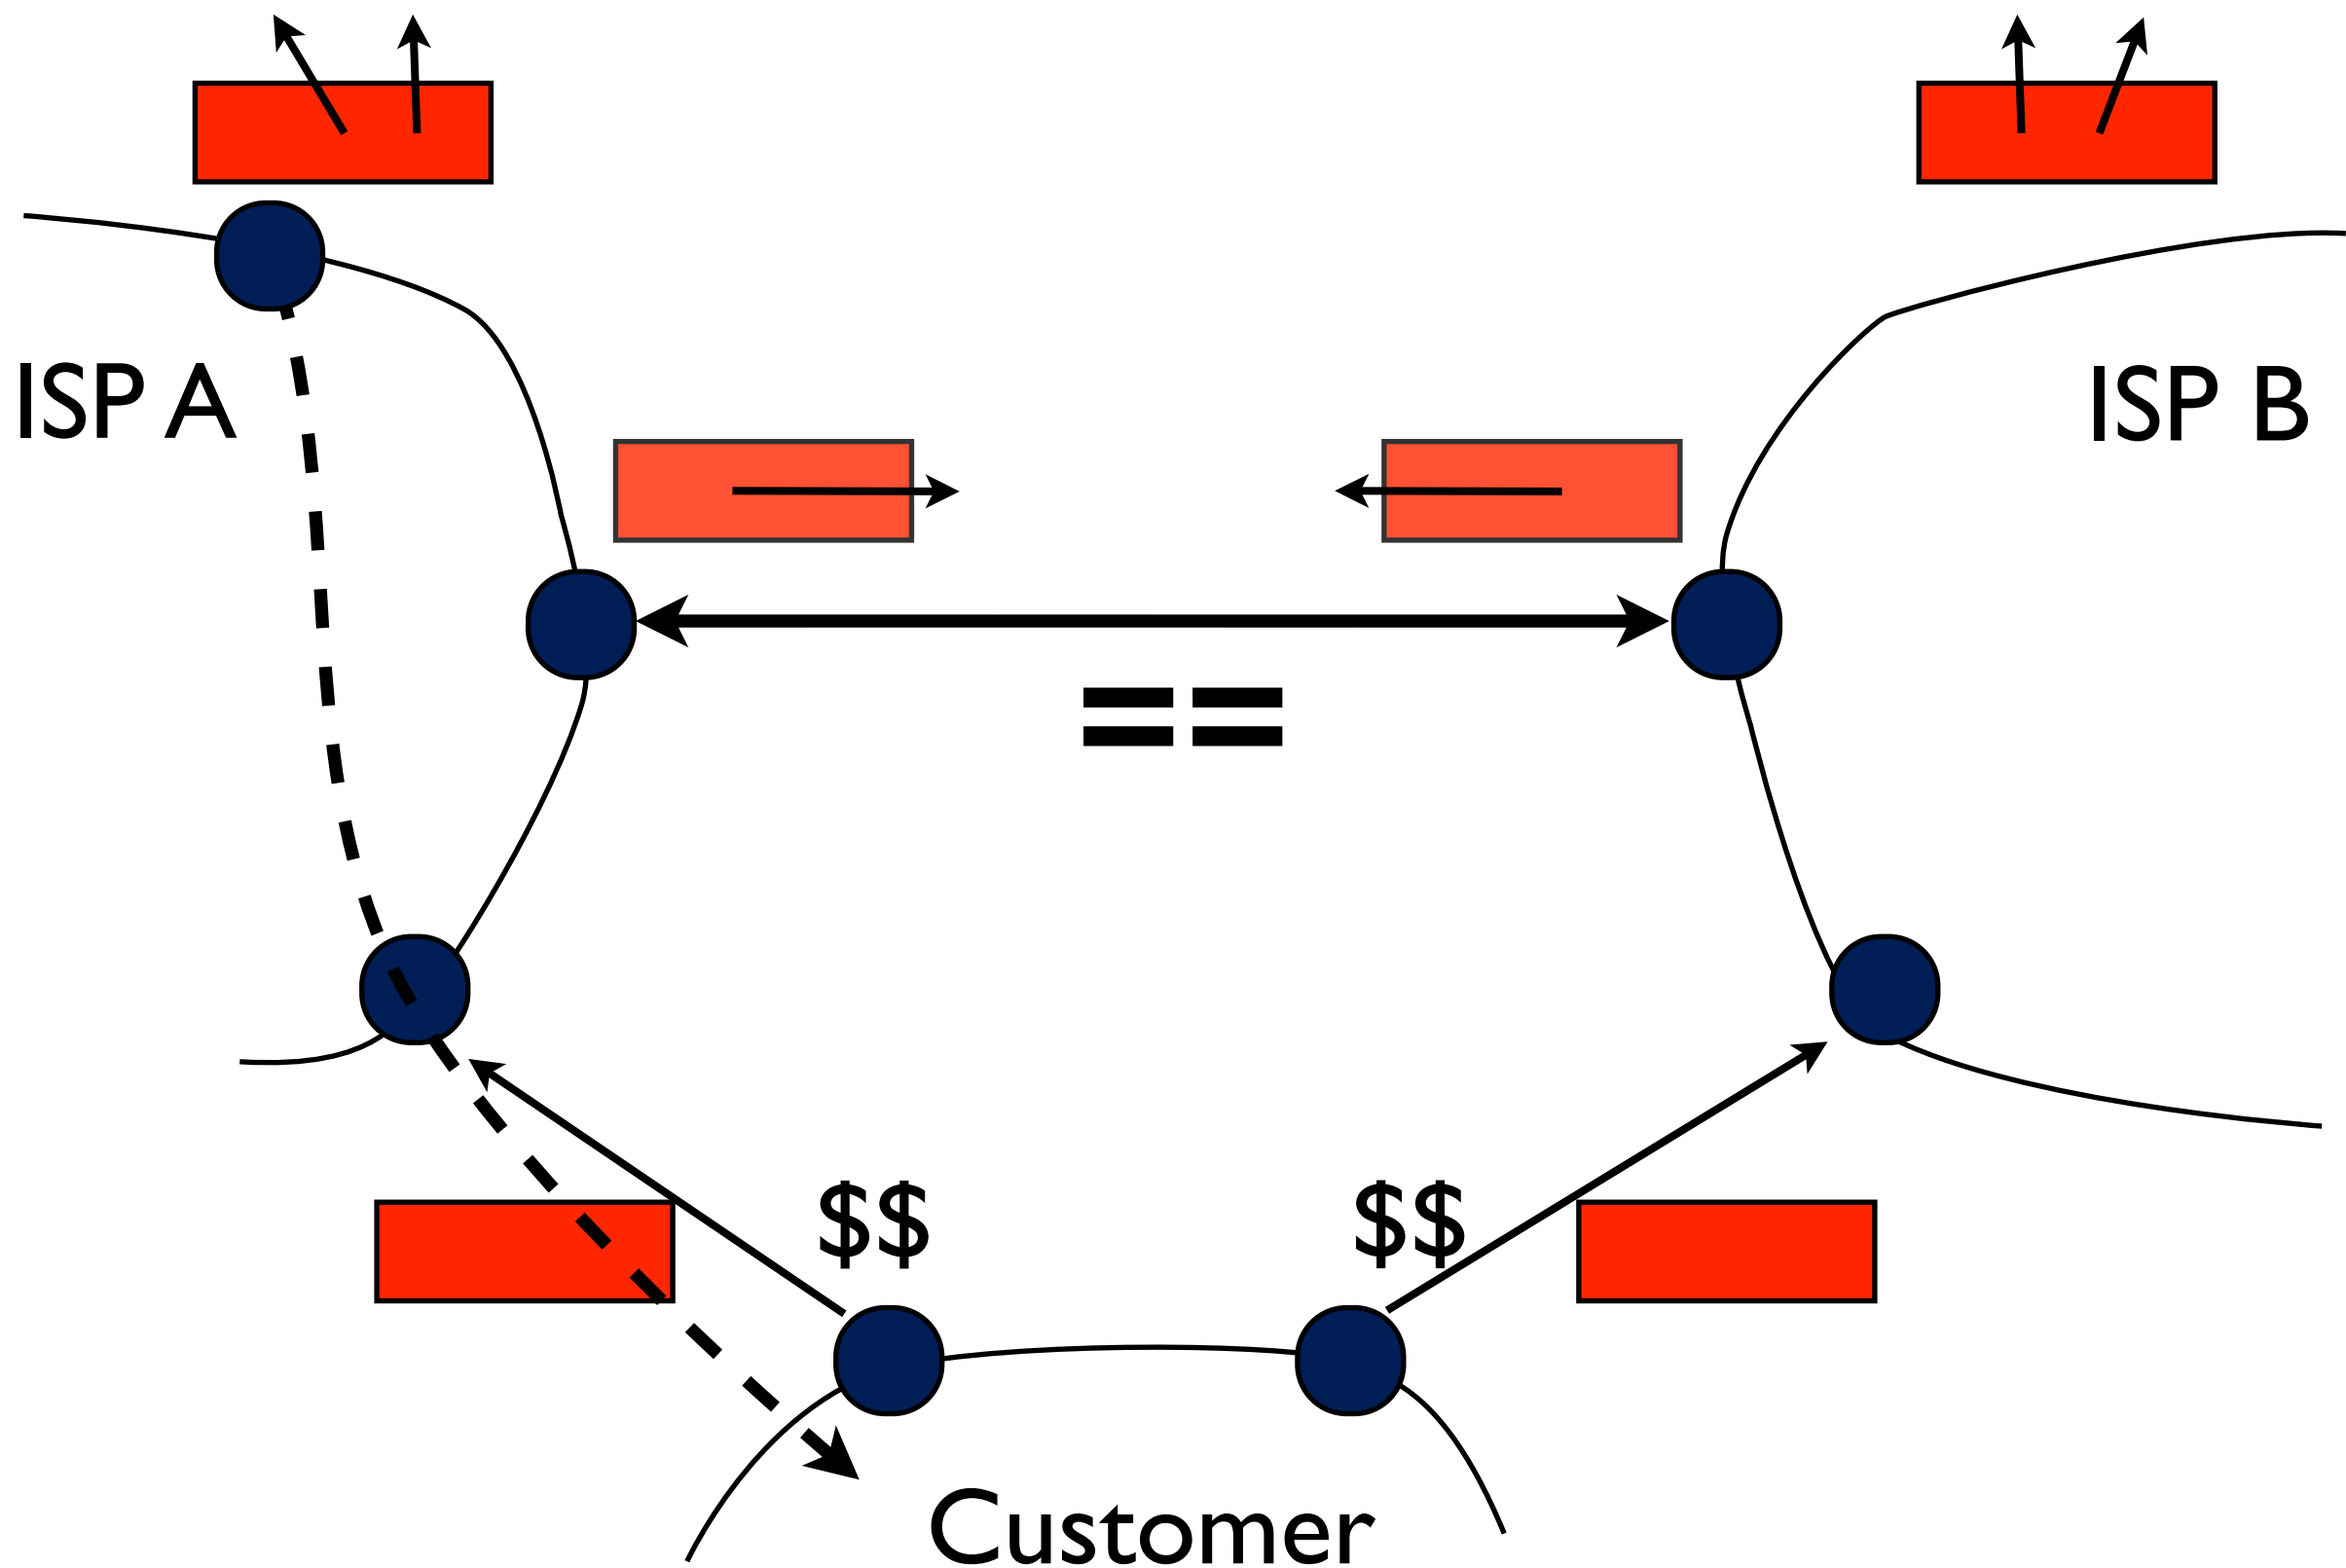 ISP A
ISP B
==
$$
$$
Customer